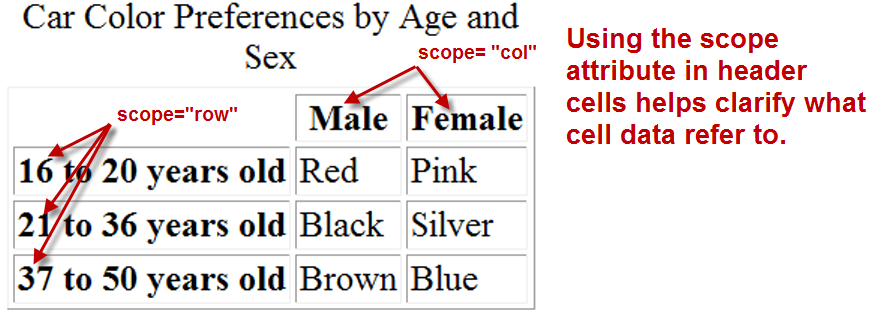 Car Color Preferences by Age and
Sex
scope= "col"
scope="row"
Male Female
16 to 20 years old Red Pink
21 to 36 years old Black Silver
37 to 50 years old Brown Blue
Using the scope
attribute in header
cells helps clarify what
cell data refer to.